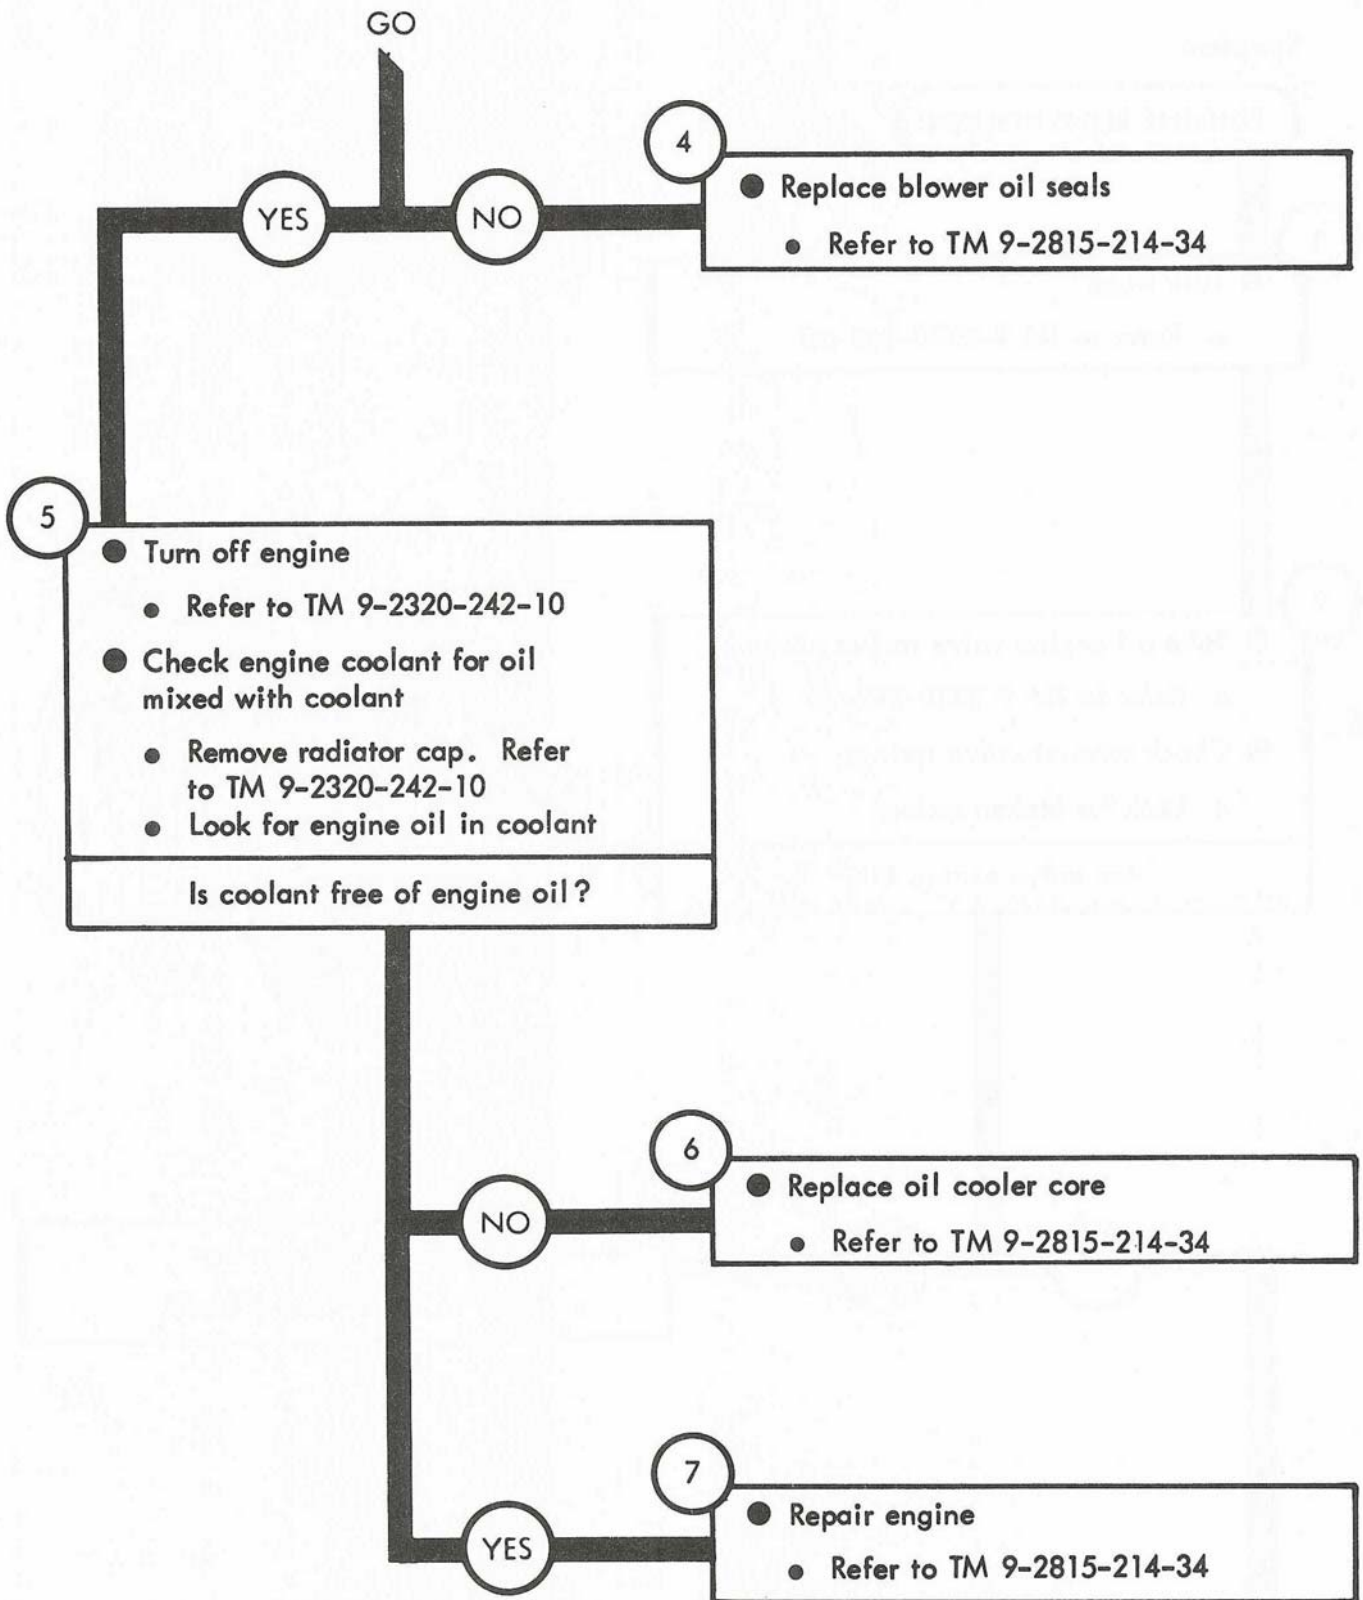 GO
YES
NO
4
● Replace blower oil seals
● Refer to TM 9-2815-214-34
5
● Turn off engine
● Refer to TM 9-2320-242-10
● Check engine coolant for oil
mixed with coolant
● Remove radiator cap. Refer
to TM 9-2320-242-10
● Look for engine oil in coolant
Is coolant free of engine oil?
6
NO
● Replace oil cooler core
● Refer to TM 9-2815-214-34
7
YES
● Repair engine
● Refer to TM 9-2815-214-34